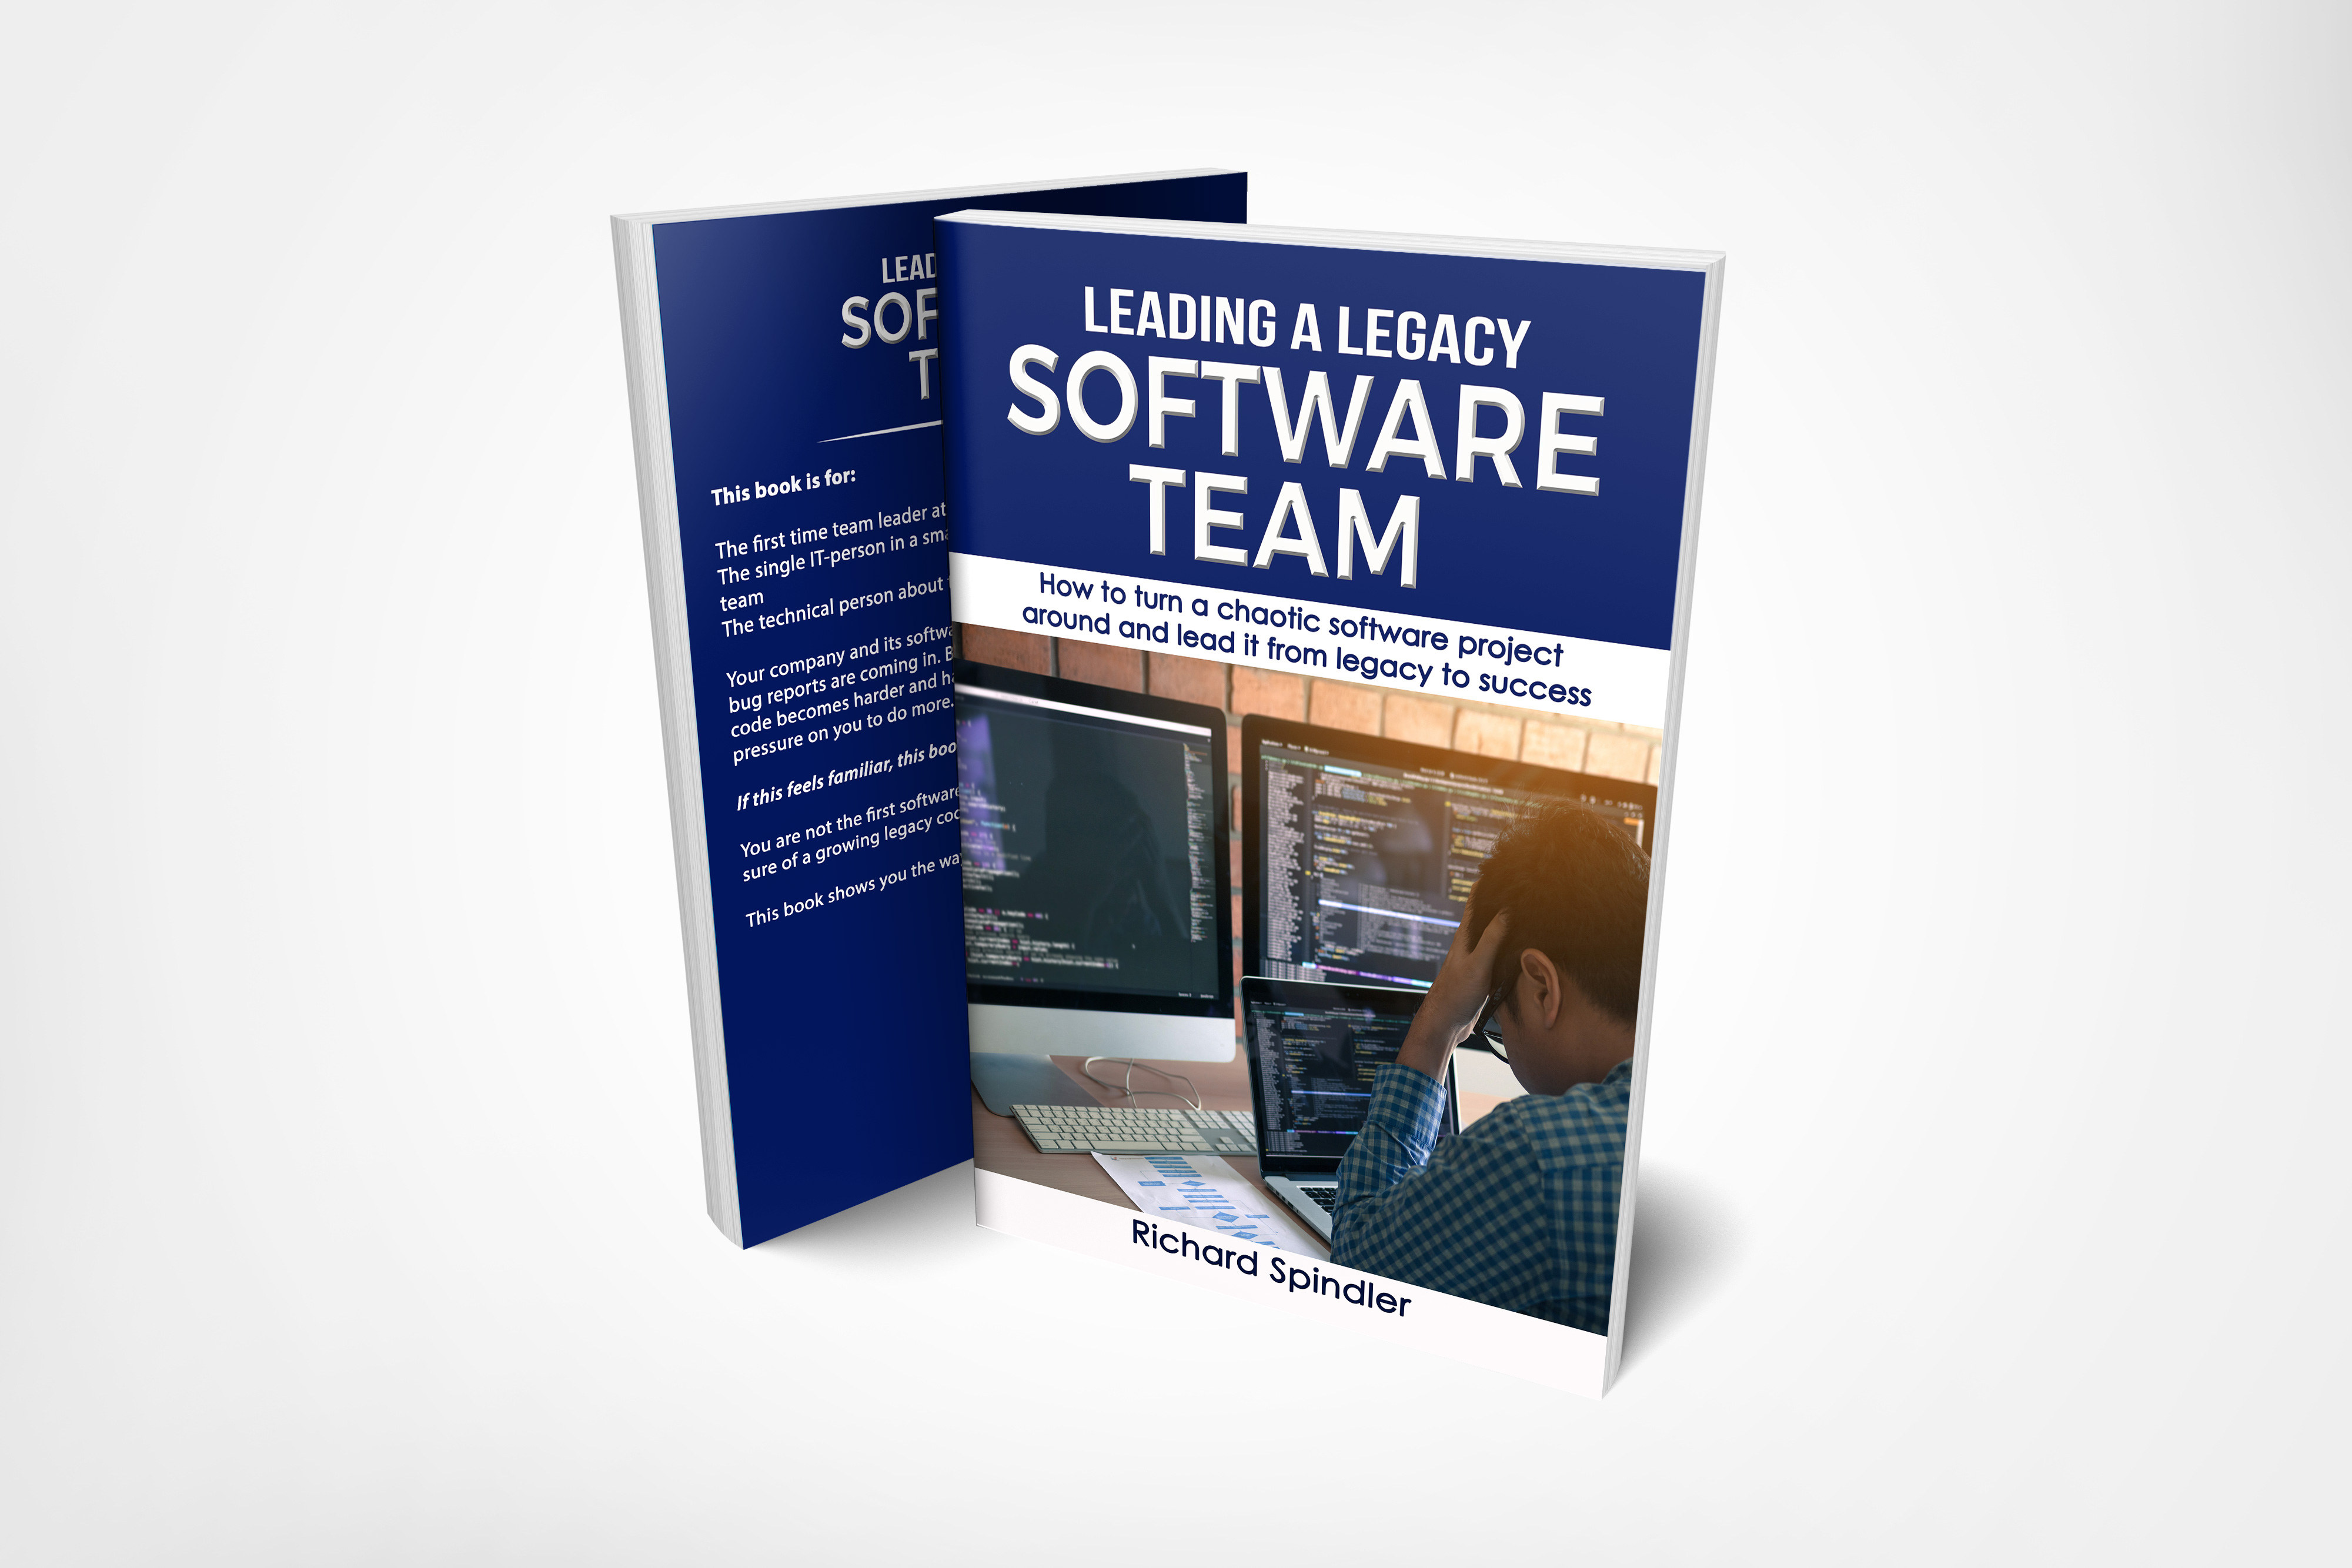 LEADING A LEGACY
SOFTWARE
TEAM
How to turn a chaotic software project
around and lead it from legacy to success
Richard Spindler
This book is for:
The first time team leader at
The single IT-person in a
team
The technical person about
Your company and its
bug reports are coming in.
code becomes harder and
pressure on you to do more.
If this feels familiar, this
You are not the first software
sure of a growing legacy
This book shows you the